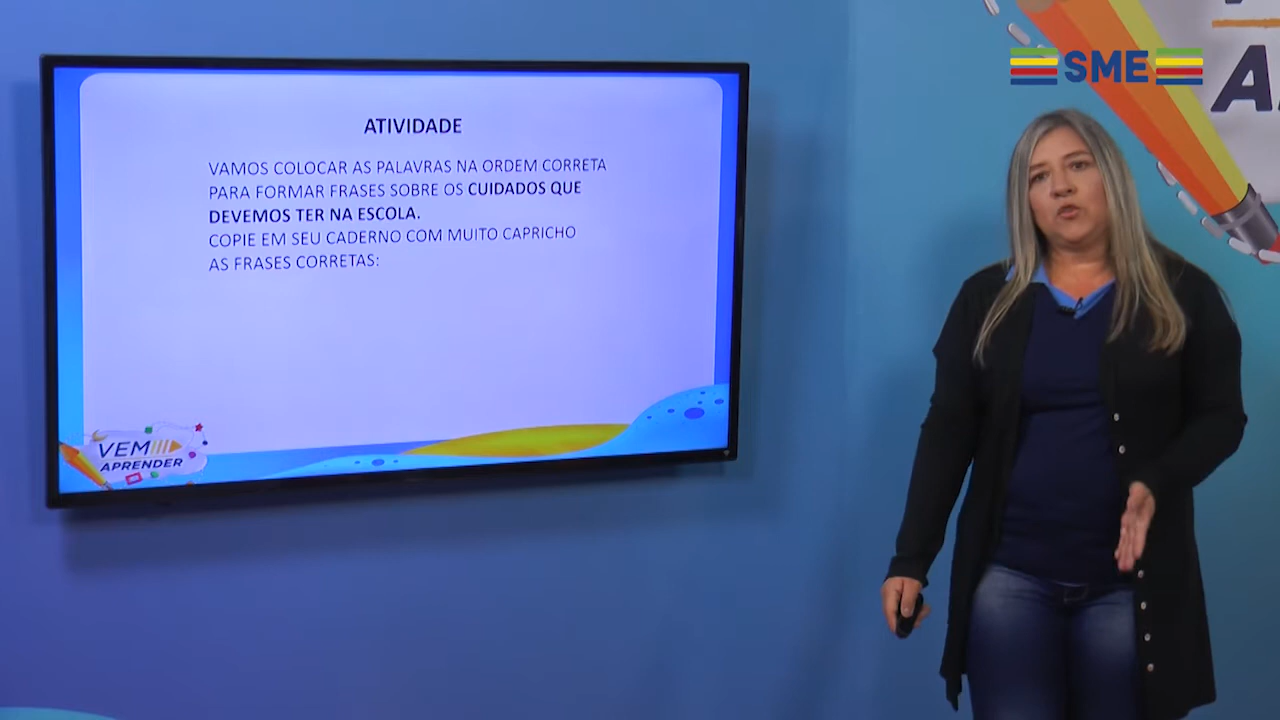 SME
ATIVIDADE
VAMOS COLOCAR AS PALAVRAS NA ORDEM CORRETA
PARA FORMAR FRASES SOBRE OS CUIDADOS QUE
DEVEMOS TER NA ESCOLA.
COPIE EM SEU CADERNO COM MUITO CAPRICHO
AS FRASES CORRETAS:
VEM
APRENDER